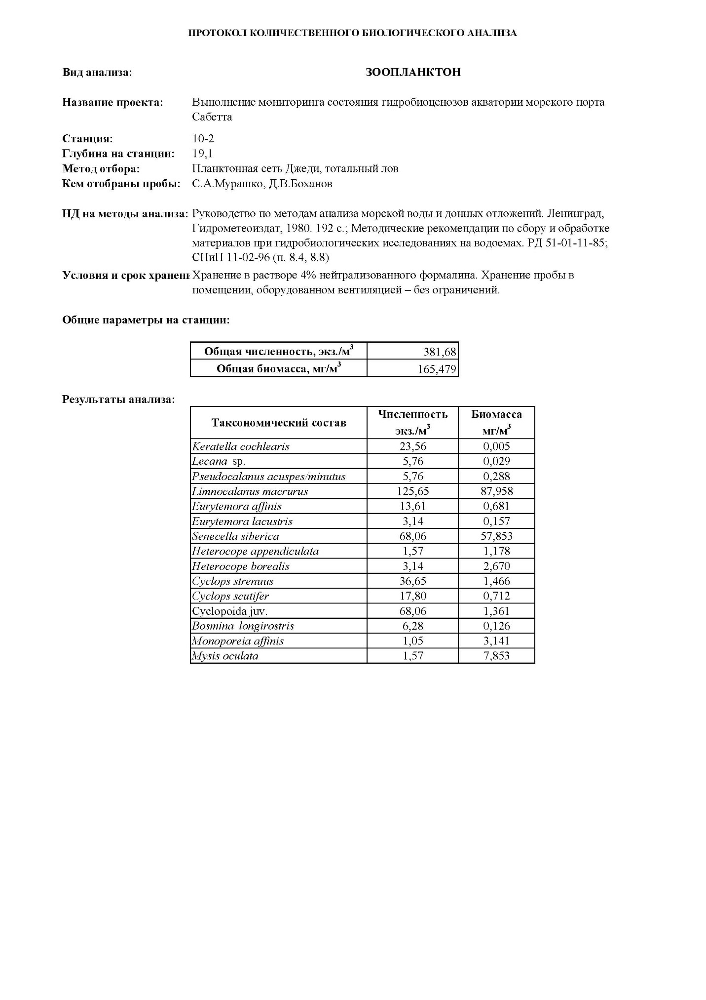 ПРОТОКОЛ КОЛИЧЕСТВЕННОГО БИОЛОГИЧЕСКОГО АНАЛИЗА
Вид анализа: ЗООПЛАНКТОН
Название проекта: Выполнение мониторинга состояния гидробиоценозов акватории морского порта
Сабетта
Станция: 10-2
Глубина на станции: 19,1
Метод отбора: Планктонная сеть Джеди, тотальный лов
Кем отобраны пробы: С.А.Мурашко, Д.В.Боханов
НД на методы анализа: Руководство по методам анализа морской воды и донных отложений. Ленинград,
Гидрометеоиздат, 1980. 192 с.; Методические рекомендации по сбору и обработке
материалов при гидробиологических исследованиях на водоемах. РД 51-01-11-85;
СНиП 11-02-96 (п. 8.4, 8.8)
Условия и срок хранени Хранение в растворе 4% нейтрализованного формалина. Хранение пробы в
помещении, оборудованном вентиляцией – без ограничений.
Общие параметры на станции:
Общая численность, экз./м³ 381,68
Общая биомасса, мг/м³ 165,479
Результаты анализа:
Таксономический состав Численность экз./м³ Биомасса мг/м³
Keratella cochlearis 23,56 0,005
Lecana sp. 5,76 0,029
Pseudocalanus acuspes/minutus 5,76 0,288
Limnocalanus macrurus 125,65 87,958
Eurytemora affinis 13,61 0,681
Eurytemora lacustris 3,14 0,157
Senecella siberica 68,06 57,853
Heterocope appendiculata 1,57 1,178
Heterocope borealis 3,14 2,670
Cyclops strenuus 36,65 1,466
Cyclops scutifer 17,80 0,712
Cyclopoida juv. 68,06 1,361
Bosmina longirostris 6,28 0,126
Monoporeia affinis 1,05 3,141
Mysis oculata 1,57 7,853